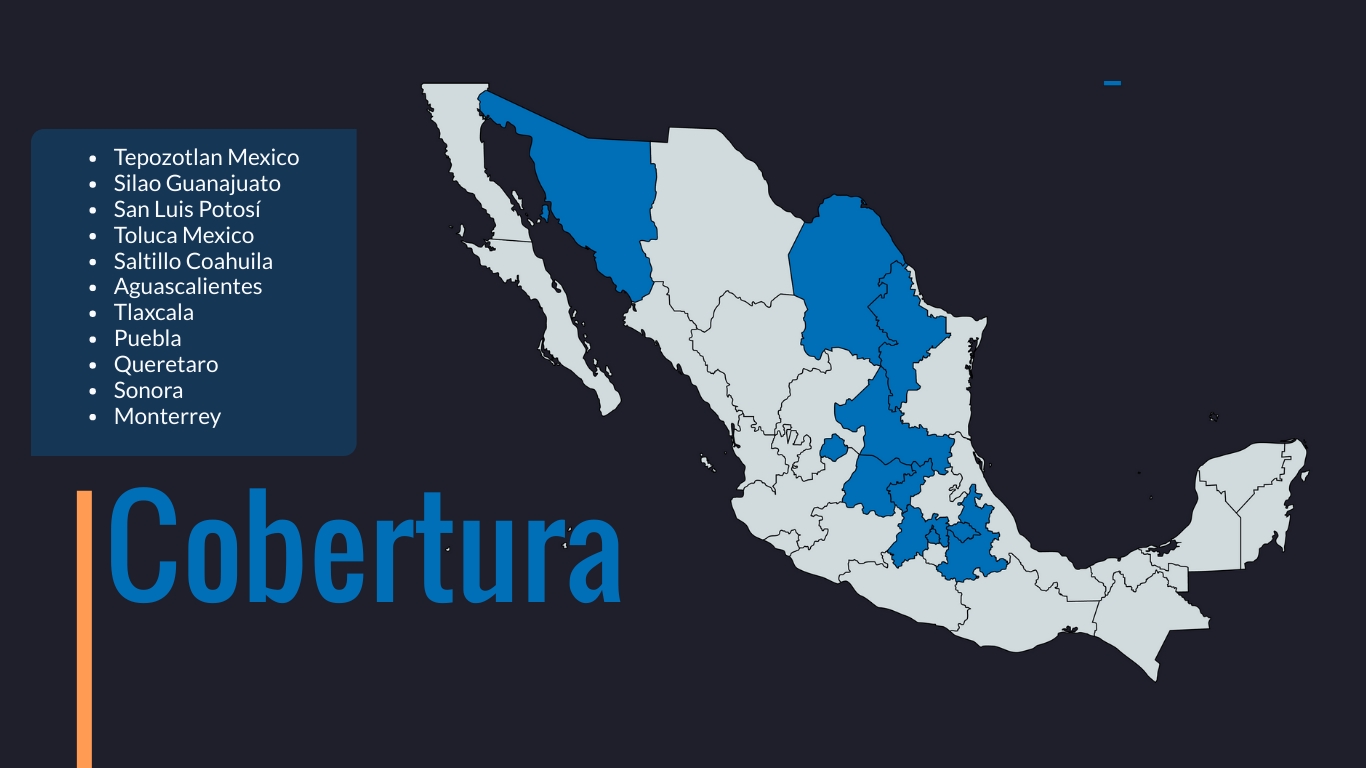 • Tepozotlan Mexico
• Silao Guanajuato
• San Luis Potosí
• Toluca Mexico
• Saltillo Coahuila
• Aguascalientes
• Tlaxcala
• Puebla
• Queretaro
• Sonora
• Monterrey
Cobertura